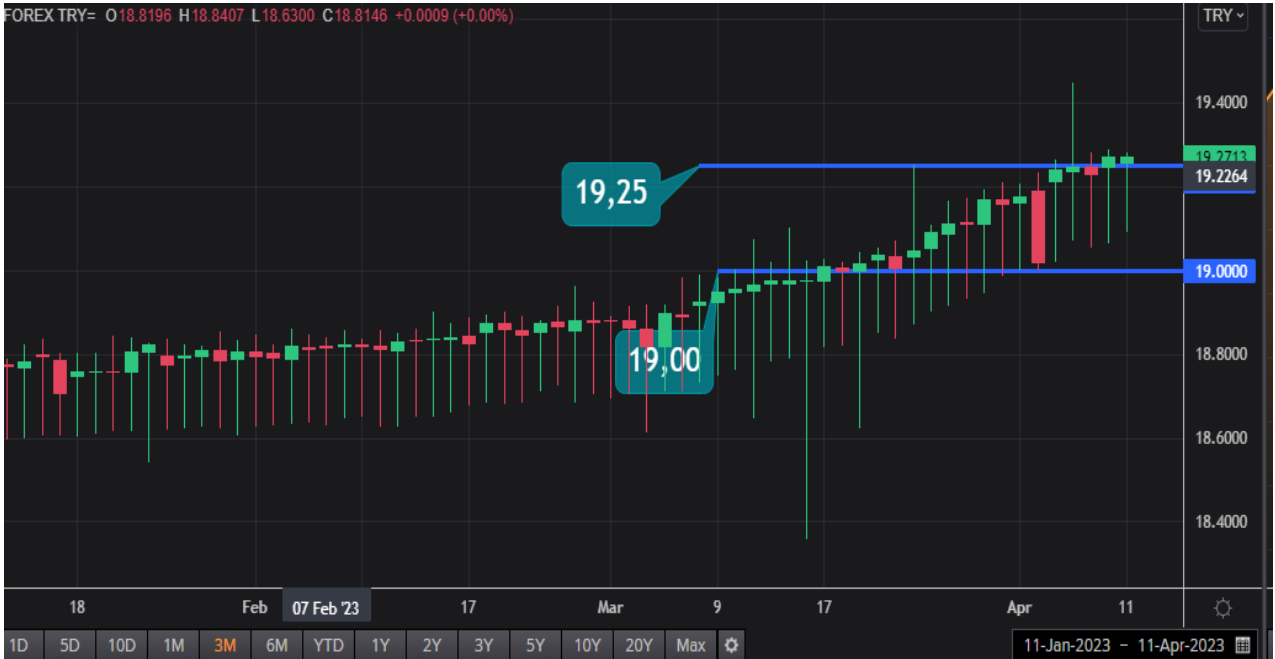 FOREX TRY= O18.8196 H18.8407 L18.6300 C18.8146 +0.0009 (+0.00%)
TRY
19.4000
19.2713
19.2264
19,25
19.0000
19,00
18.8000
18.6000
18.4000
18 Feb 07 Feb '23 17 Mar 9 17 Apr 11
1D 5D 10D 1M 3M 6M YTD 1Y 2Y 3Y 5Y 10Y 20Y Max 11-Jan-2023 - 11-Apr-2023